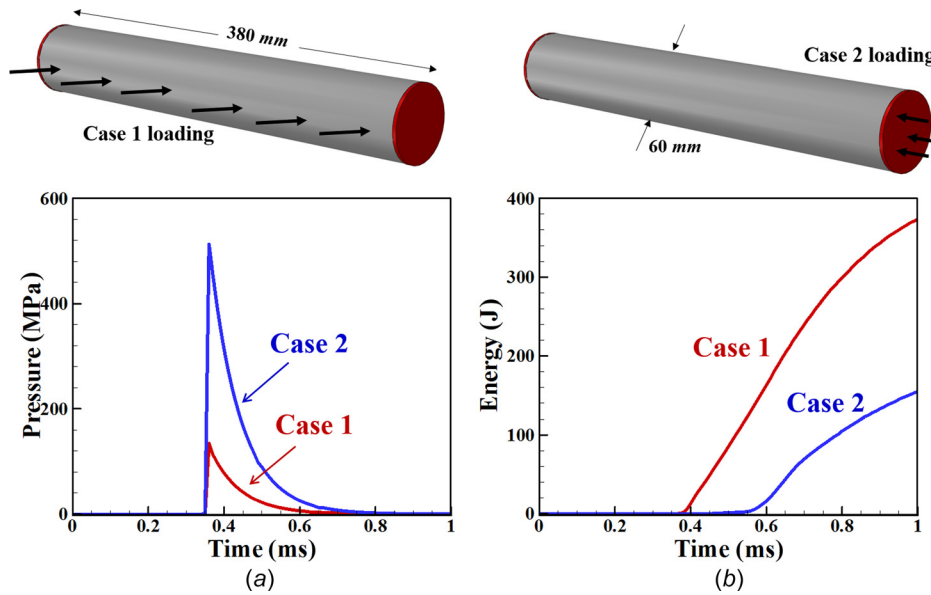 380 mm
Case 1 loading
Case 2 loading
60 mm
600
400
200
0
Pressure (MPa)
Case 2
Case 1
0
0.2
0.4
0.6
0.8
1
Time (ms)
(a)
400
300
200
100
0
Energy (J)
Case 1
Case 2
0
0.2
0.4
0.6
0.8
1
Time (ms)
(b)